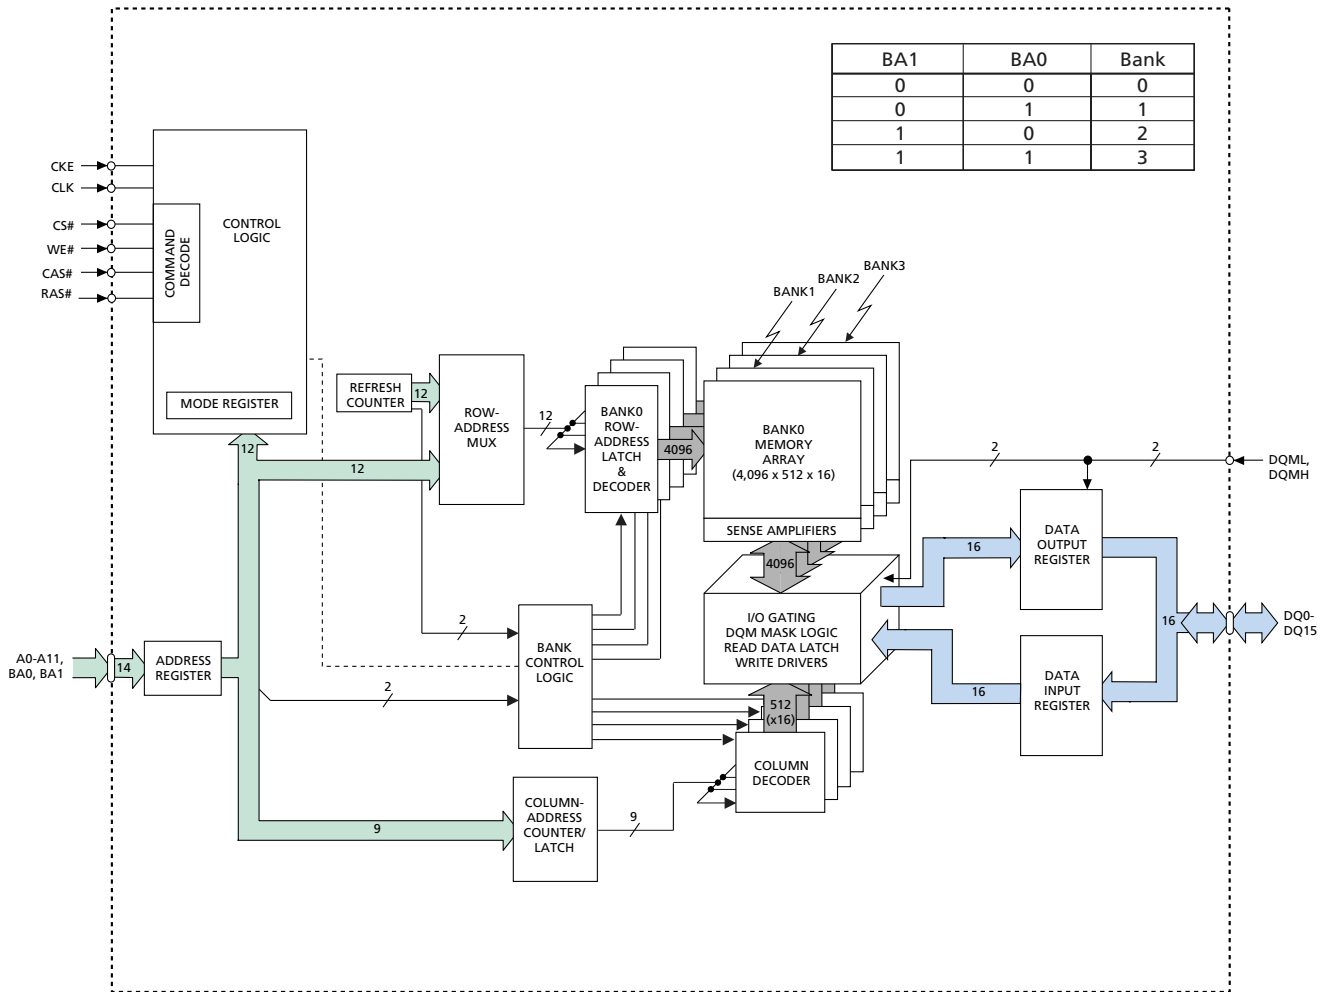 BA1 BA0 Bank
0 0 0
0 1 1
1 0 2
1 1 3
CKE
CLK
CS#
WE#
CAS#
RAS#
COMMAND
DECODE
CONTROL
LOGIC
MODE REGISTER
BANK1
BANK2
BANK3
REFRESH
COUNTER
12
ROW-
ADDRESS
MUX
12
BANK0
ROW-
ADDRESS
LATCH
&
DECODER
4096
BANK0
MEMORY
ARRAY
(4,096 x 512 x 16)
SENSE AMPLIFIERS
12
12
2
2
DQML,
DQMH
4096
16
DATA
OUTPUT
REGISTER
I/O GATING
DQM MASK LOGIC
READ DATA LATCH
WRITE DRIVERS
16
DQ0-
DQ15
A0-A11,
BA0, BA1
14
ADDRESS
REGISTER
2
2
BANK
CONTROL
LOGIC
16
DATA
INPUT
REGISTER
512
(x16)
COLUMN
DECODER
9
COLUMN-
ADDRESS
COUNTER/
LATCH
9